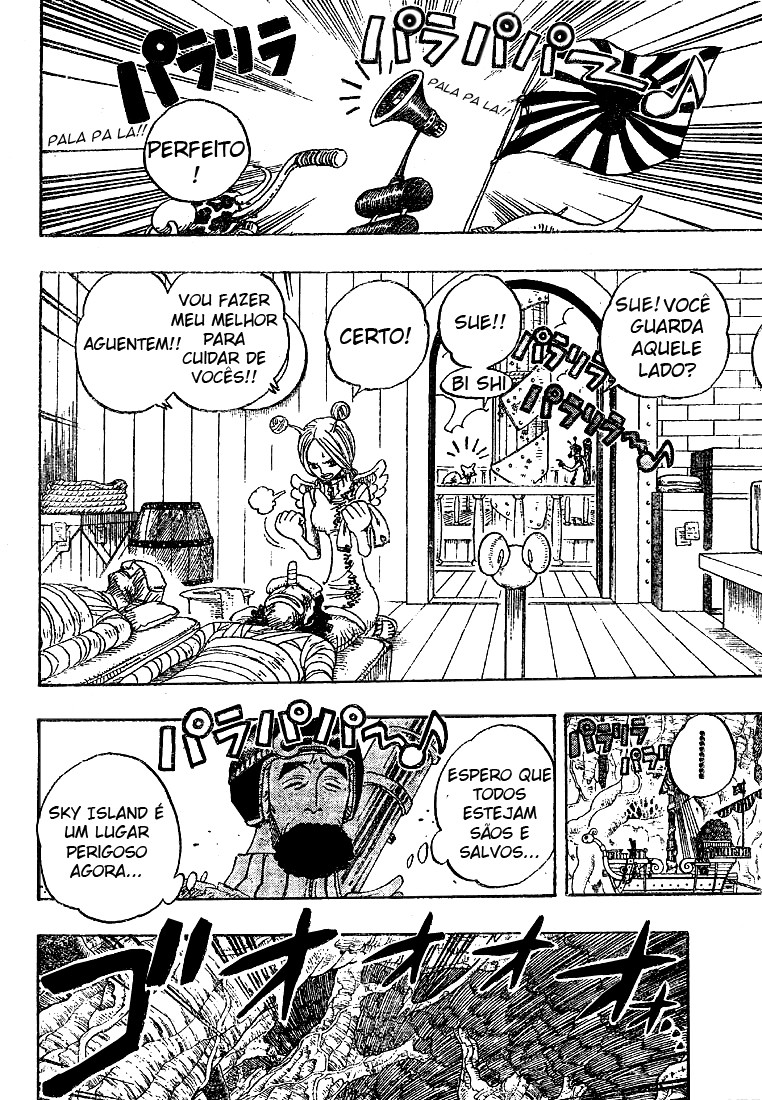 パラリラ
パラパパ〜♪
PALA PA LA!!
PALA PA LA!!
PERFEITO
!
SUE! VOCÊ
GUARDA
AQUELE
LADO?
SUE!!
BI SHI
パラリラ
パラリラ〜♪
CERTO!
VOU FAZER
MEU MELHOR
PARA
CUIDAR DE
VOCÊS!!
AGUENTEM!!
パラリラ
パラパ
.........
パラパパ〜♪
ESPERO QUE
TODOS
ESTEJAM
SÃOS E
SALVOS...
SKY ISLAND É
UM LUGAR
PERIGOSO
AGORA...
ゴオオオオ